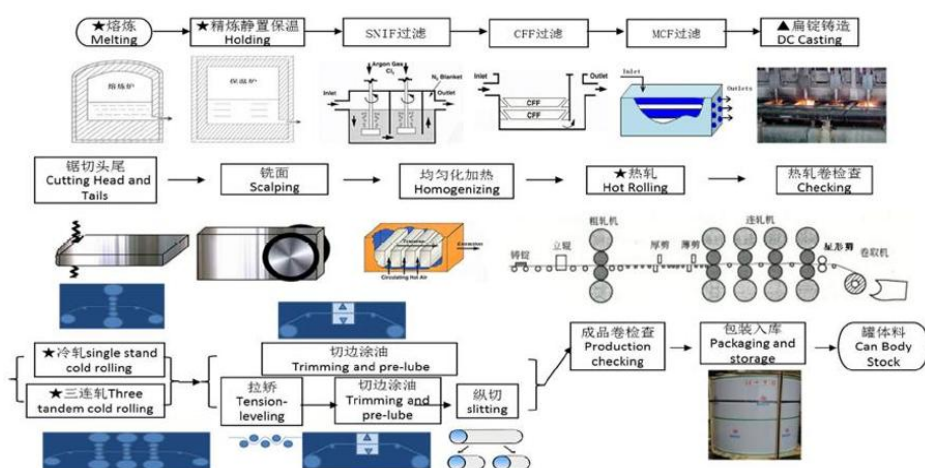 ★熔炼
Melting
★精炼静置保温
Holding
SNIF过滤
CFF过滤
MCF过滤
▲扁锭铸造
DC Casting
熔炼炉
保温炉
Argon Gas
Cl₂
N₂ Blanket
Inlet
Outlet
Inlet
Outlet
CFF
CFF
Inlet
Outlets
锯切头尾
Cutting Head and
Tails
铣面
Scalping
均匀化加热
Homogenizing
★热轧
Hot Rolling
热轧卷检查
Checking
Circulating Hot Air
铸锭
立辊
粗轧机
厚剪
薄剪
连轧机
卷取机
★冷轧single stand
cold rolling
★三连轧Three
tandem cold rolling
切边涂油
Trimming and pre-lube
拉矫
Tension-
leveling
切边涂油
Trimming and
pre-lube
纵切
slitting
成品卷检查
Production
checking
包装入库
Packaging and
storage
罐体料
Can Body
Stock